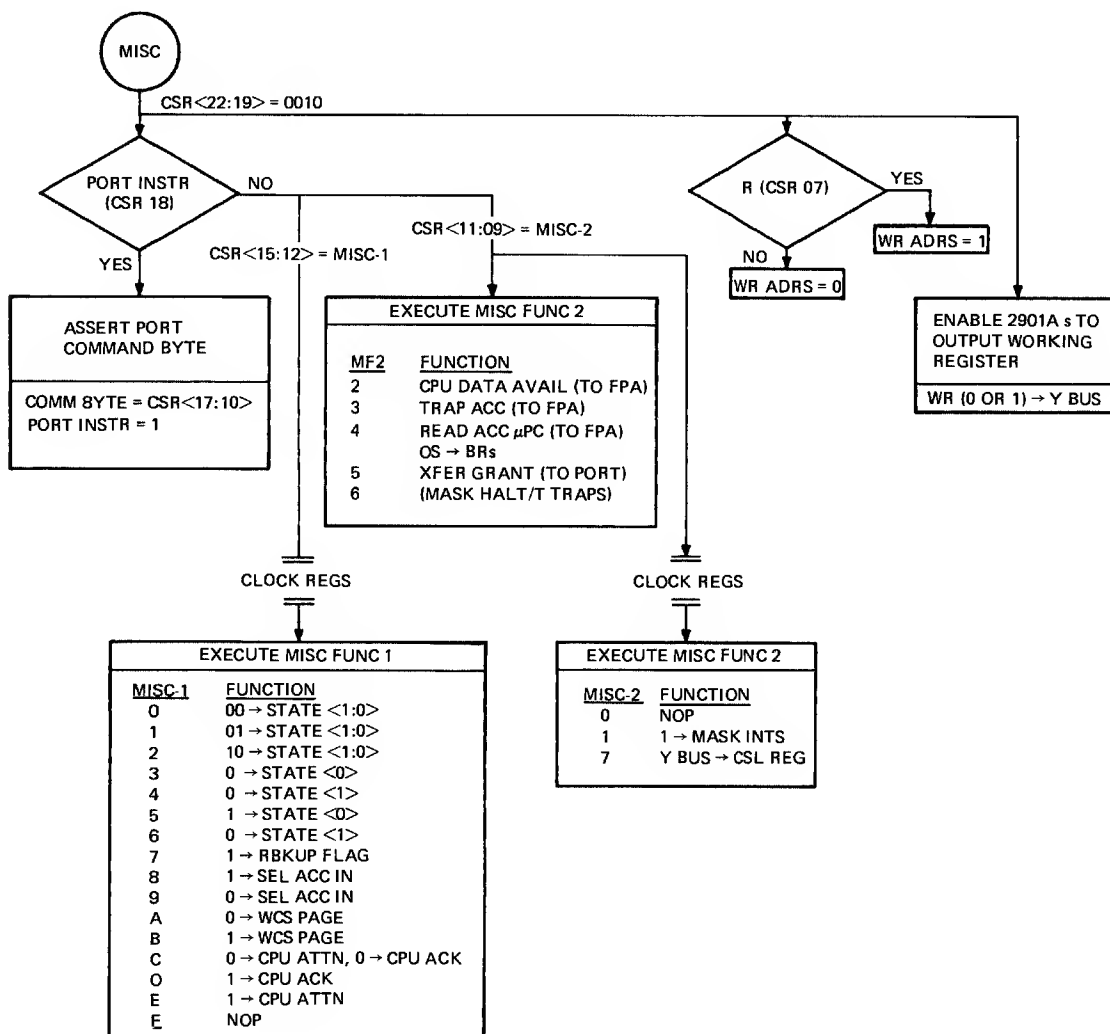 MISC
CSR<22:19> = 0010
PORT INSTR
(CSR 18)
NO
YES
CSR<15:12> = MISC-1
CSR<11:09> = MISC-2
R (CSR 07)
YES
NO
WR ADRS = 1
WR ADRS = 0
ASSERT PORT
COMMAND BYTE
COMM 8YTE = CSR<17:10>
PORT INSTR = 1
EXECUTE MISC FUNC 2
MF2 FUNCTION
2 CPU DATA AVAIL (TO FPA)
3 TRAP ACC (TO FPA)
4 READ ACC μPC (TO FPA)
OS → BRs
5 XFER GRANT (TO PORT)
6 (MASK HALT/T TRAPS)
ENABLE 2901A s TO
OUTPUT WORKING
REGISTER
WR (0 OR 1) → Y BUS
CLOCK REGS
CLOCK REGS
EXECUTE MISC FUNC 1
MISC-1 FUNCTION
0 00 → STATE <1:0>
1 01 → STATE <1:0>
2 10 → STATE <1:0>
3 0 → STATE <0>
4 0 → STATE <1>
5 1 → STATE <0>
6 0 → STATE <1>
7 1 → RBKUP FLAG
8 1 → SEL ACC IN
9 0 → SEL ACC IN
A 0 → WCS PAGE
B 1 → WCS PAGE
C 0 → CPU ATTN, 0 → CPU ACK
O 1 → CPU ACK
E 1 → CPU ATTN
E NOP
EXECUTE MISC FUNC 2
MISC-2 FUNCTION
0 NOP
1 1 → MASK INTS
7 Y BUS → CSL REG